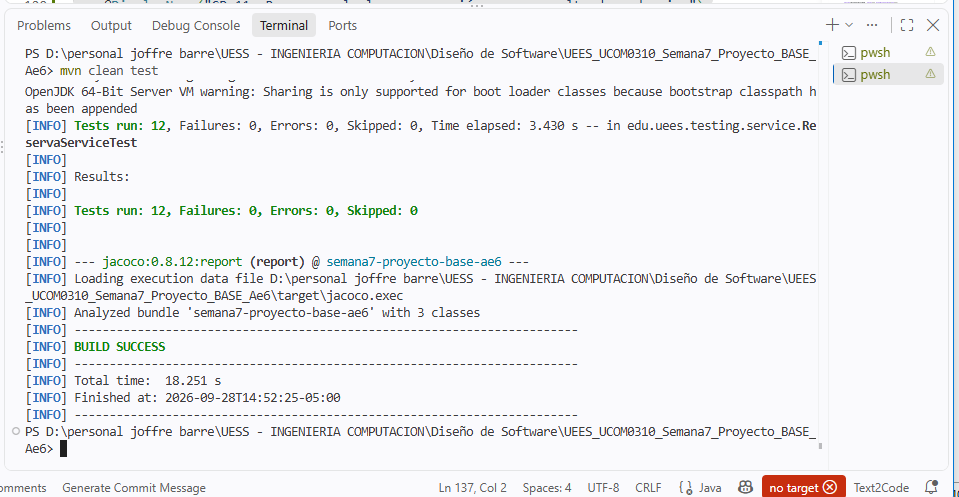 Problems Output Debug Console Terminal Ports
PS D:\personal joffre barre\UESS - INGENIERIA COMPUTACION\Diseño de Software\UEES_UCOM0310_Semana7_Proyecto_BASE_
Ae6> mvn clean test
OpenJDK 64-Bit Server VM warning: Sharing is only supported for boot loader classes because bootstrap classpath h
as been appended
[INFO] Tests run: 12, Failures: 0, Errors: 0, Skipped: 0, Time elapsed: 3.430 s -- in edu.uees.testing.service.Re
servaServiceTest
[INFO]
[INFO] Results:
[INFO]
[INFO] Tests run: 12, Failures: 0, Errors: 0, Skipped: 0
[INFO]
[INFO]
[INFO] --- jacoco:0.8.12:report (report) @ semana7-proyecto-base-ae6 ---
[INFO] Loading execution data file D:\personal joffre barre\UESS - INGENIERIA COMPUTACION\Diseño de Software\UEES
_UCOM0310_Semana7_Proyecto_BASE_Ae6\target\jacoco.exec
[INFO] Analyzed bundle 'semana7-proyecto-base-ae6' with 3 classes
[INFO] ------------------------------------------------------------------------
[INFO] BUILD SUCCESS
[INFO] ------------------------------------------------------------------------
[INFO] Total time:  18.251 s
[INFO] Finished at: 2026-09-28T14:52:25-05:00
[INFO] ------------------------------------------------------------------------
PS D:\personal joffre barre\UESS - INGENIERIA COMPUTACION\Diseño de Software\UEES_UCOM0310_Semana7_Proyecto_BASE_
Ae6>
pwsh
pwsh
omments Generate Commit Message Ln 137, Col 2 Spaces: 4 UTF-8 CRLF Java no target Text2Code